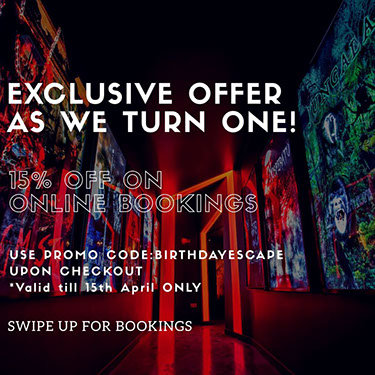 EXCLUSIVE OFFER
AS WE TURN ONE!
15% OFF ON
ONLINE BOOKINGS
USE PROMO CODE:BIRTHDAYESCAPE
UPON CHECKOUT
*Valid till 15th April ONLY
SWIPE UP FOR BOOKINGS